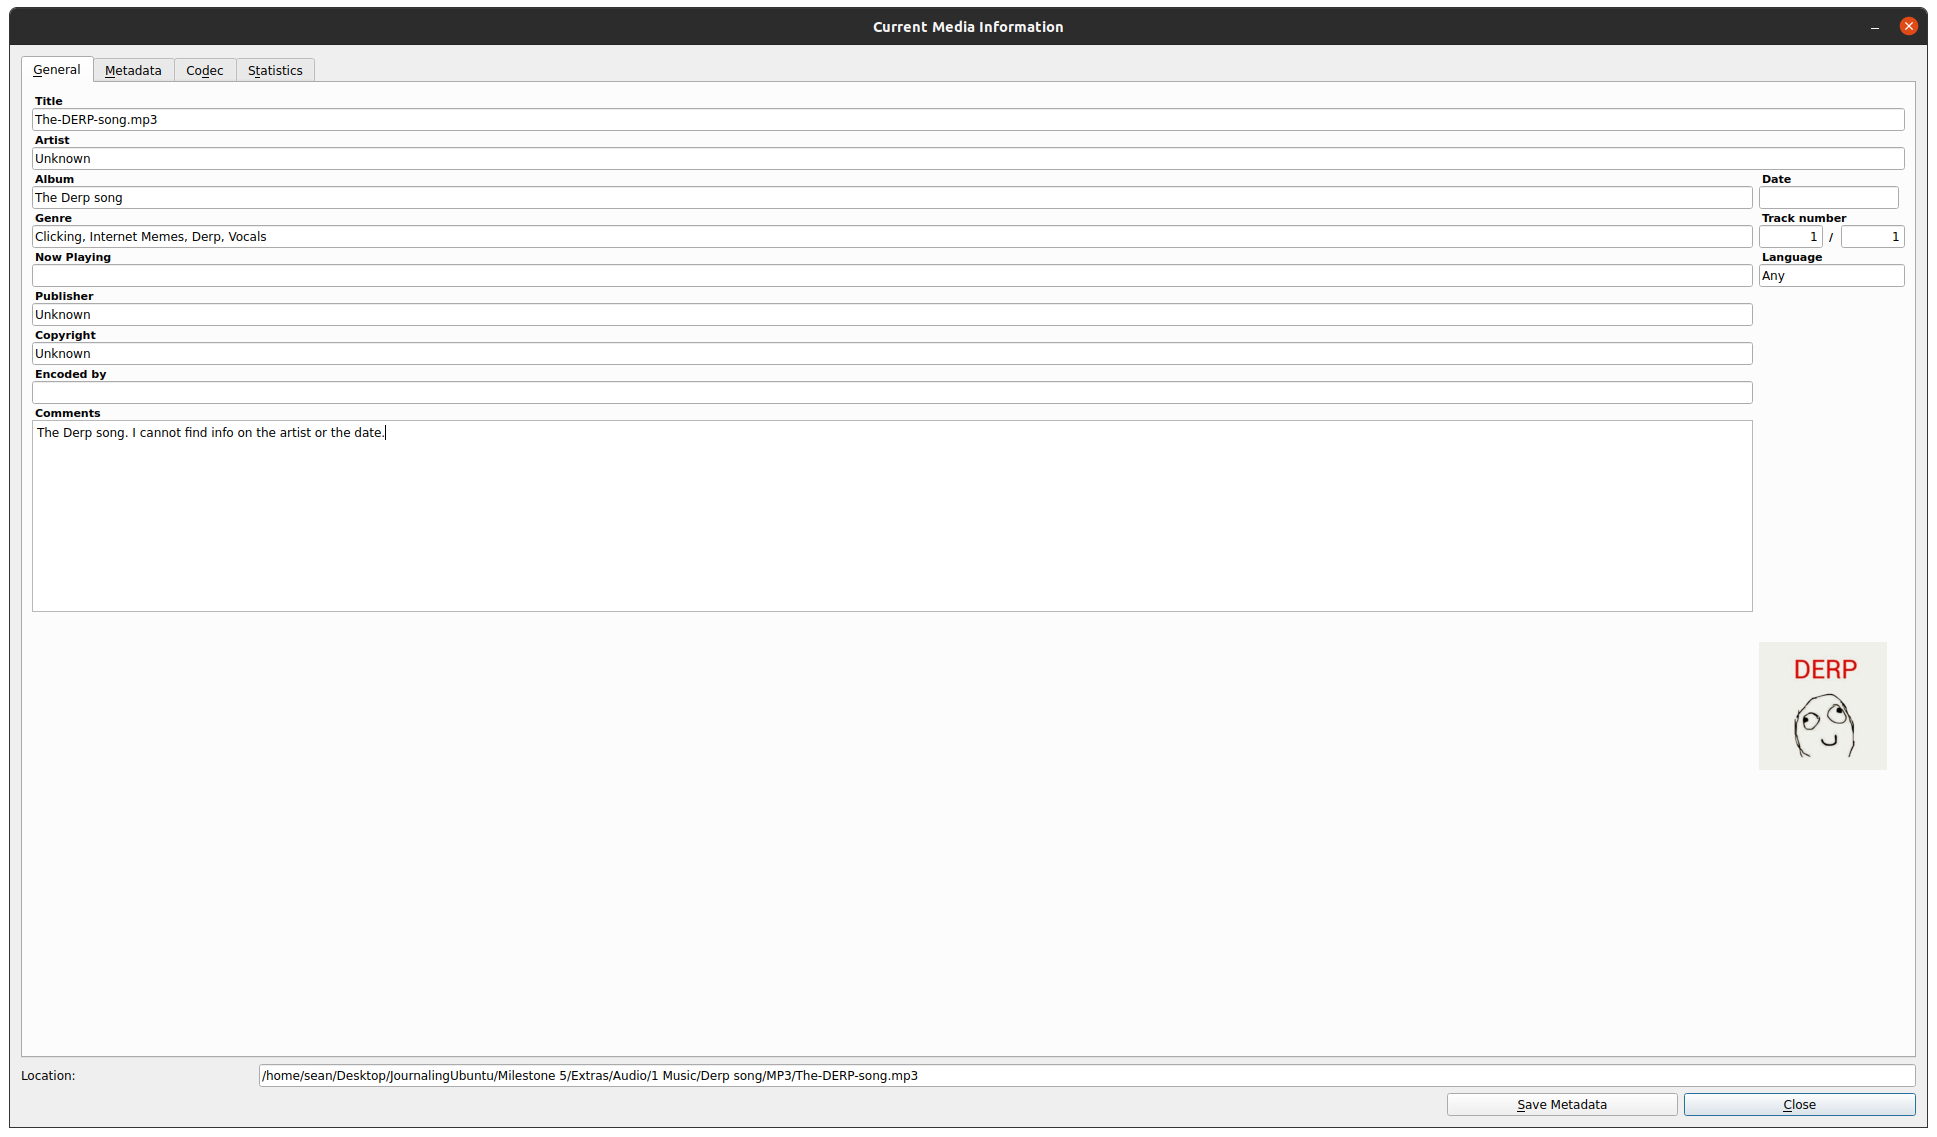 Current Media Information
General Metadata Codec Statistics
Title
The-DERP-song.mp3
Artist
Unknown
Album Date
The Derp song
Genre Track number
Clicking, Internet Memes, Derp, Vocals 1 / 1
Now Playing Language
Any
Publisher
Unknown
Copyright
Unknown
Encoded by
Comments
The Derp song. I cannot find info on the artist or the date.
DERP
Location: /home/sean/Desktop/JournalingUbuntu/Milestone 5/Extras/Audio/1 Music/Derp song/MP3/The-DERP-song.mp3
Save Metadata Close